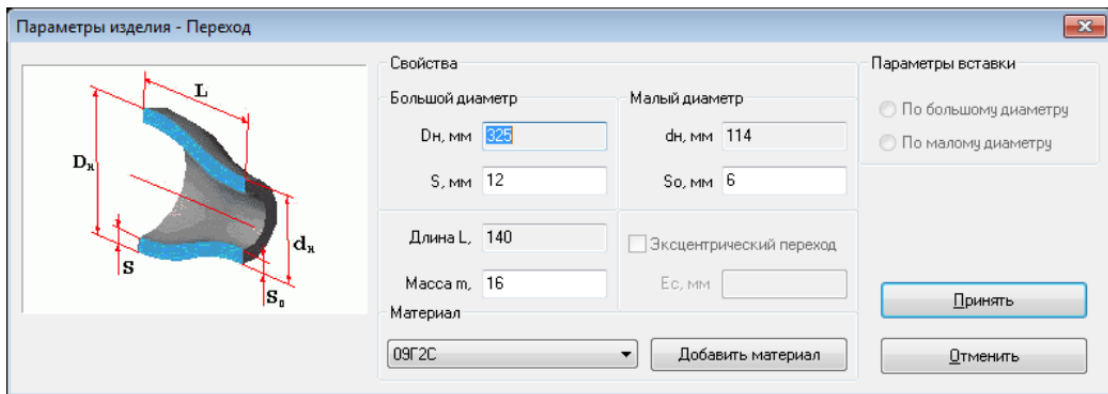 Параметры изделия - Переход
L
Dн
S
dн
S0
Свойства
Большой диаметр
Dн, мм 325
S, мм 12
Малый диаметр
dн, мм 114
So, мм 6
Длина L, 140
Масса m, 16
Эксцентрический переход
Ec, мм
Материал
09Г2С
Добавить материал
Параметры вставки
По большому диаметру
По малому диаметру
Принять
Отменить